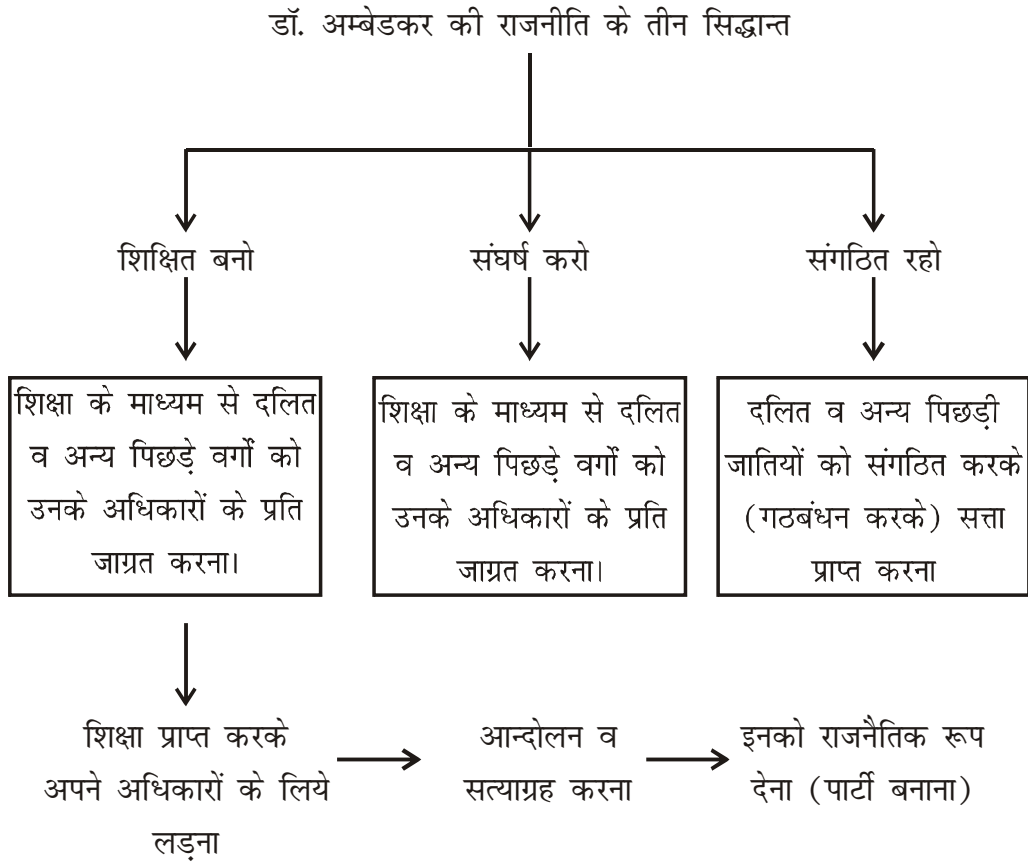 डॉ. अम्बेडकर की राजनीति के तीन सिद्धान्त
शिक्षित बनो
संघर्ष करो
संगठित रहो
शिक्षा के माध्यम से दलित
व अन्य पिछड़े वर्गों को
उनके अधिकारों के प्रति
जाग्रत करना।
शिक्षा के माध्यम से दलित
व अन्य पिछड़े वर्गों को
उनके अधिकारों के प्रति
जाग्रत करना।
दलित व अन्य पिछड़ी
जातियों को संगठित करके
(गठबंधन करके) सत्ता
प्राप्त करना
शिक्षा प्राप्त करके
अपने अधिकारों के लिये
लड़ना
आन्दोलन व
सत्याग्रह करना
इनको राजनैतिक रूप
देना (पार्टी बनाना)